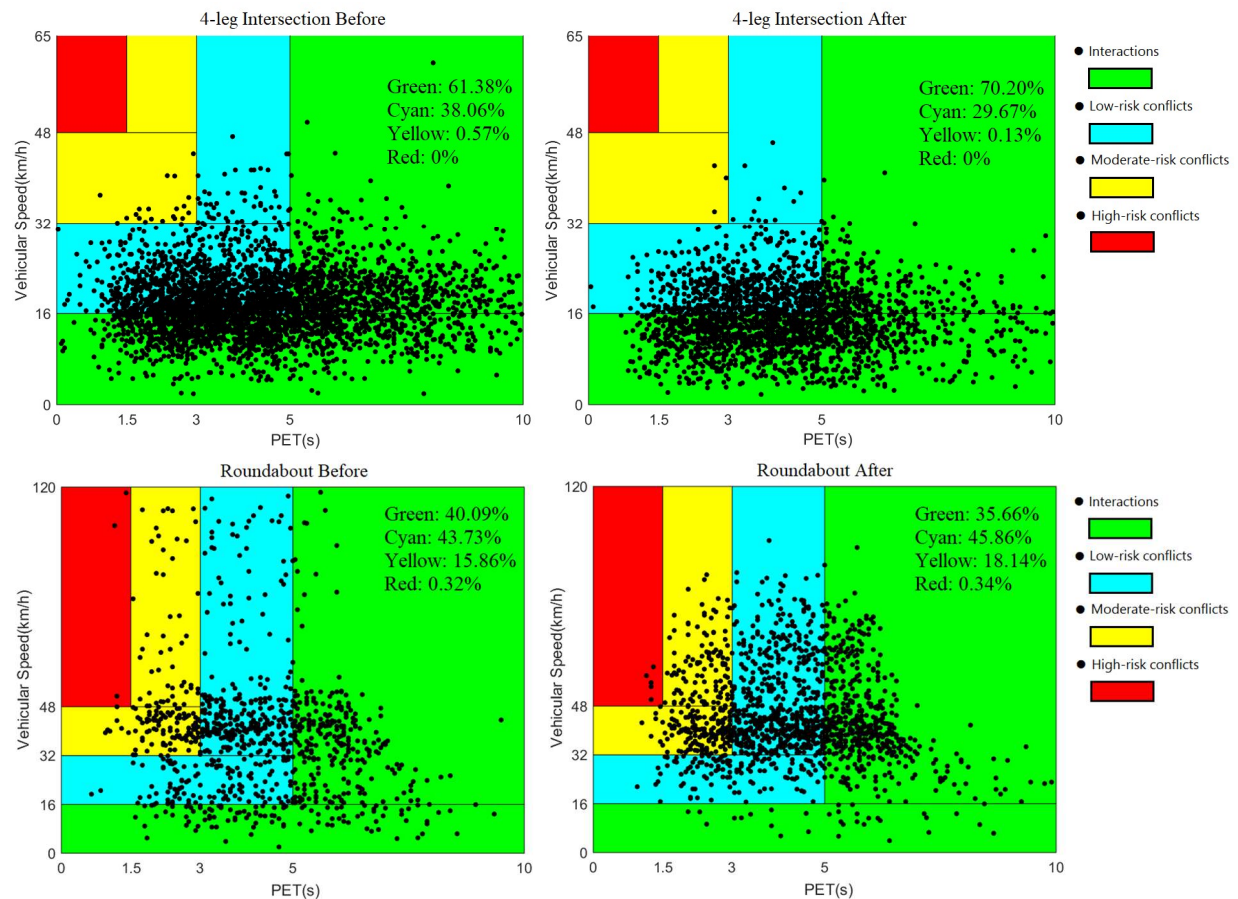 4-leg Intersection Before
65
48
32
16
0
0
1.5
3
5
10
Vehicular Speed(km/h)
PET(s)
Green: 61.38%
Cyan: 38.06%
Yellow: 0.57%
Red: 0%
4-leg Intersection After
65
48
32
16
0
0
1.5
3
5
10
Vehicular Speed(km/h)
PET(s)
Green: 70.20%
Cyan: 29.67%
Yellow: 0.13%
Red: 0%
Interactions
Low-risk conflicts
Moderate-risk conflicts
High-risk conflicts
Roundabout Before
120
48
32
16
0
0
1.5
3
5
10
Vehicular Speed(km/h)
PET(s)
Green: 40.09%
Cyan: 43.73%
Yellow: 15.86%
Red: 0.32%
Roundabout After
120
48
32
16
0
0
1.5
3
5
10
Vehicular Speed(km/h)
PET(s)
Green: 35.66%
Cyan: 45.86%
Yellow: 18.14%
Red: 0.34%
Interactions
Low-risk conflicts
Moderate-risk conflicts
High-risk conflicts